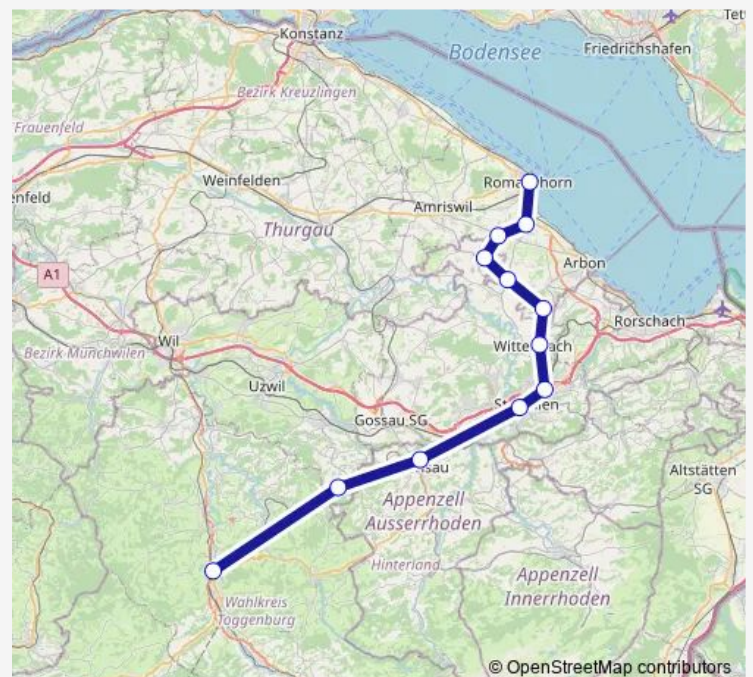 Tet
Konstanz
Bodensee
Friedrichshafen
Bezirk Kreuzlingen
Frauenfeld
Weinfelden
enfeld
Amriswil
Thurgau
A1
Arbon
Rorschach
Wil
Bezirk Münchwilen
Uzwil
Gossau SG
Altstätten
SG
Appenzell
Ausserrhoden
Hinterland
Appenzell
Innerrhoden
Wahlkreis
Toggenburg
© OpenStreetMap contributors